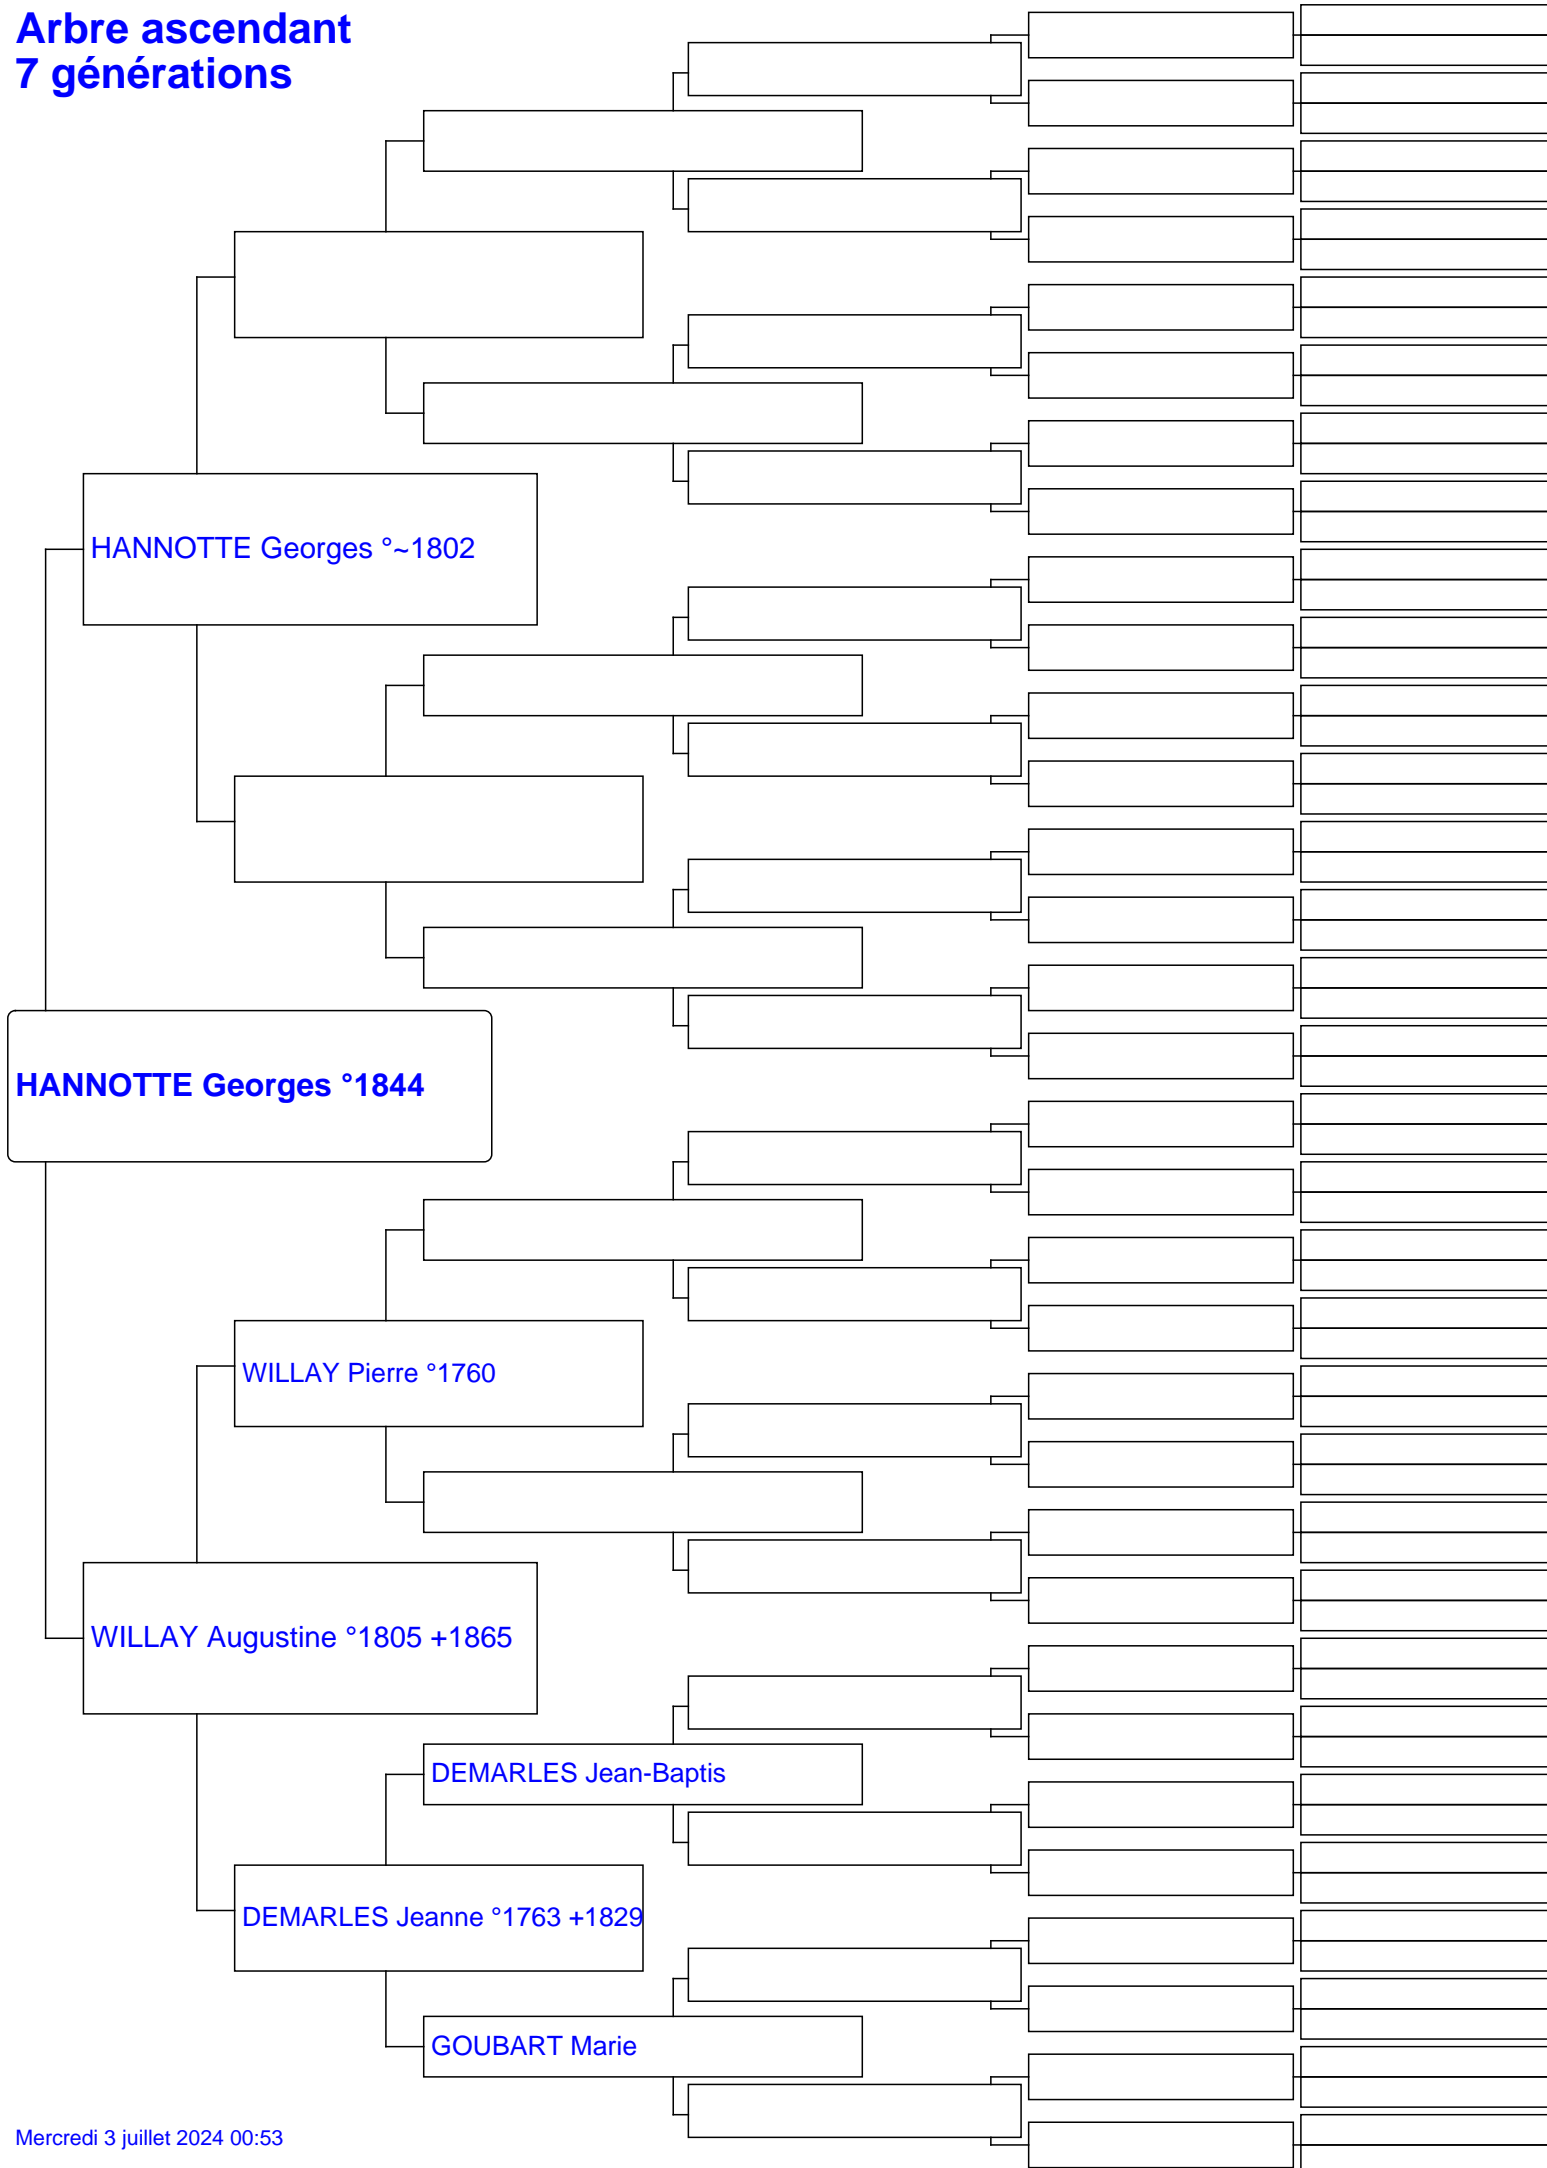 Arbre ascendant
7 générations
HANNOTTE Georges °~1802
HANNOTTE Georges °1844
WILLAY Pierre °1760
WILLAY Augustine °1805 +1865
DEMARLES Jean-Baptis
DEMARLES Jeanne °1763 +1829
GOUBART Marie
Mercredi 3 juillet 2024 00:53